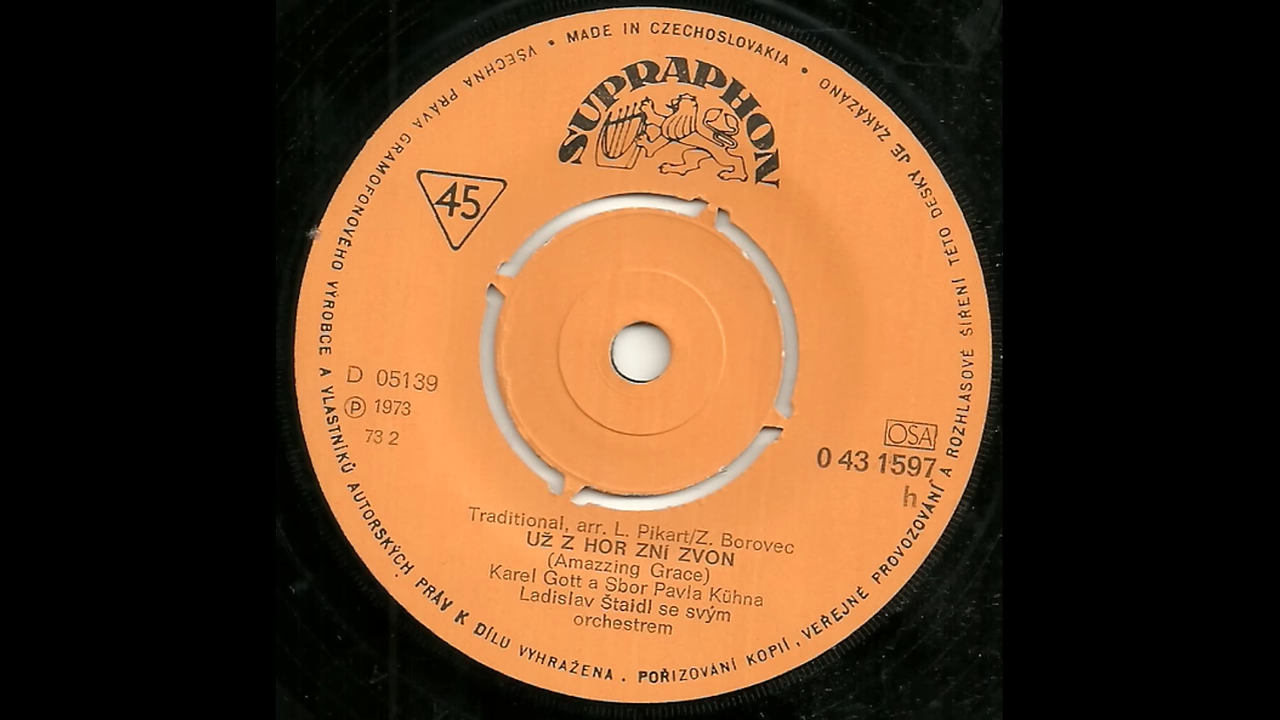 MADE IN CZECHOSLOVAKIA • VŠECHNA PRÁVA GRAMOFONOVÉHO VÝROBCE A VLASTNÍKŮ AUTORSKÝCH PRÁV K DÍLU VYHRAŽENA . POŘIZOVÁNÍ KOPIÍ, VEŘEJNÉ PROVOZOVÁNÍ A ROZHLASOVÉ ŠÍŘENÍ TÉTO DESKY JE ZAKÁZÁNO •
SUPRAPHON
45
D 05139
Ⓟ 1973
73 2
OSA
0 43 1597
h
Traditional, arr. L. Pikart/Z. Borovec
UŽ Z HOR ZNÍ ZVON
(Amazzing Grace)
Karel Gott a Sbor Pavla Kühna
Ladislav Štaidl se svým
orchestrem